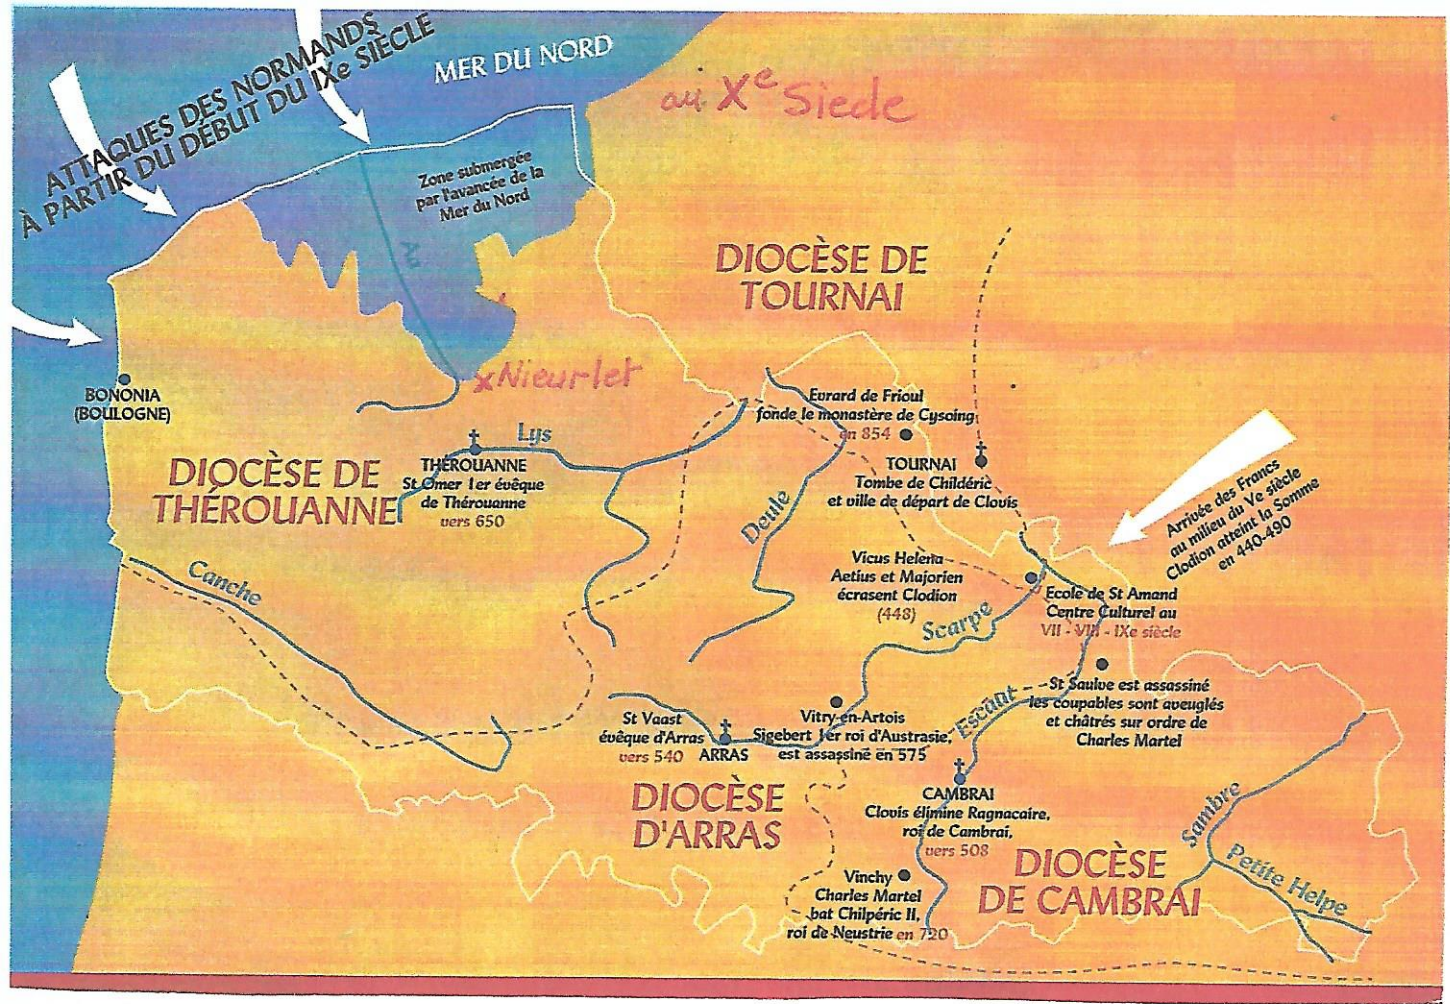 ATTAQUES DES NORMANDS
À PARTIR DU DÉBUT DU IXe SIÈCLE
MER DU NORD
au Xe Siecle
Zone submergée
par l'avancée de la
Mer du Nord
Aa
DIOCÈSE DE
TOURNAI
x Nieurlet
BONONIA
(BOULOGNE)
Evrard de Frioul
fonde le monastère de Cysoing
en 854
Lys
DIOCÈSE DE
THÉROUANNE
THEROUANNE
St Omer 1er évêque
de Thérouanne
vers 650
TOURNAI
Tombe de Childéric
et ville de départ de Clovis
Arrivée des Francs
au milieu du Ve siècle
Clodion atteint la Somme
en 440-490
Deule
Canche
Vicus Helena
Aetius et Majorien
écrasent Clodion
(448)
Scarpe
Ecole de St Amand
Centre Culturel au
VII - VIII - IXe siècle
St Saulve est assassiné
les coupables sont aveuglés
et châtrés sur ordre de
Charles Martel
Escaut
St Vaast
évêque d'Arras
vers 540
ARRAS
Vitry-en-Artois
Sigebert 1er roi d'Austrasie,
est assassiné en 575
DIOCÈSE
D'ARRAS
CAMBRAI
Clovis élimine Ragnacaire,
roi de Cambrai,
vers 508
Sambre
Petite Helpe
DIOCÈSE
DE CAMBRAI
Vinchy
Charles Martel
bat Chilpéric II,
roi de Neustrie en 720